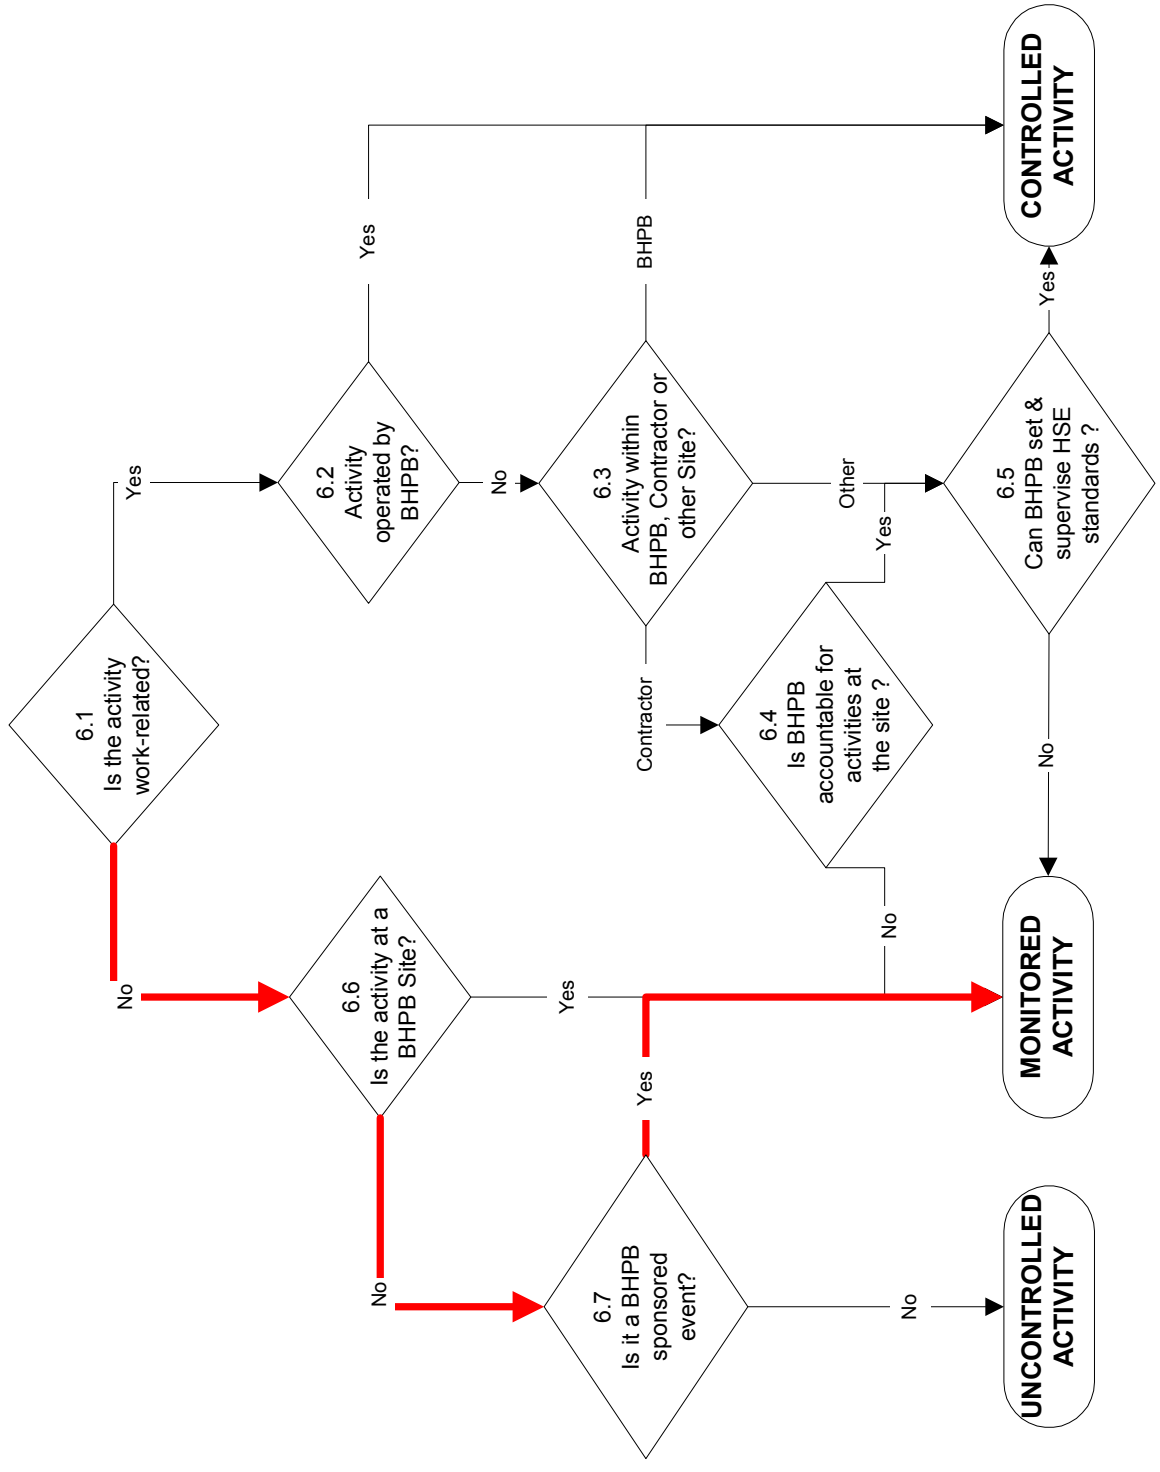 6.1
Is the activity
work-related?
No
Yes
6.6
Is the activity at a
BHPB Site?
No
Yes
6.2
Activity
operated by
BHPB?
Yes
No
6.3
Activity within
BHPB, Contractor or
other Site?
BHPB
Contractor
Other
6.4
Is BHPB
accountable for
activities at
the site ?
No
Yes
6.7
Is it a BHPB
sponsored
event?
Yes
No
6.5
Can BHPB set &
supervise HSE
standards ?
No
Yes
UNCONTROLLED
ACTIVITY
MONITORED
ACTIVITY
CONTROLLED
ACTIVITY